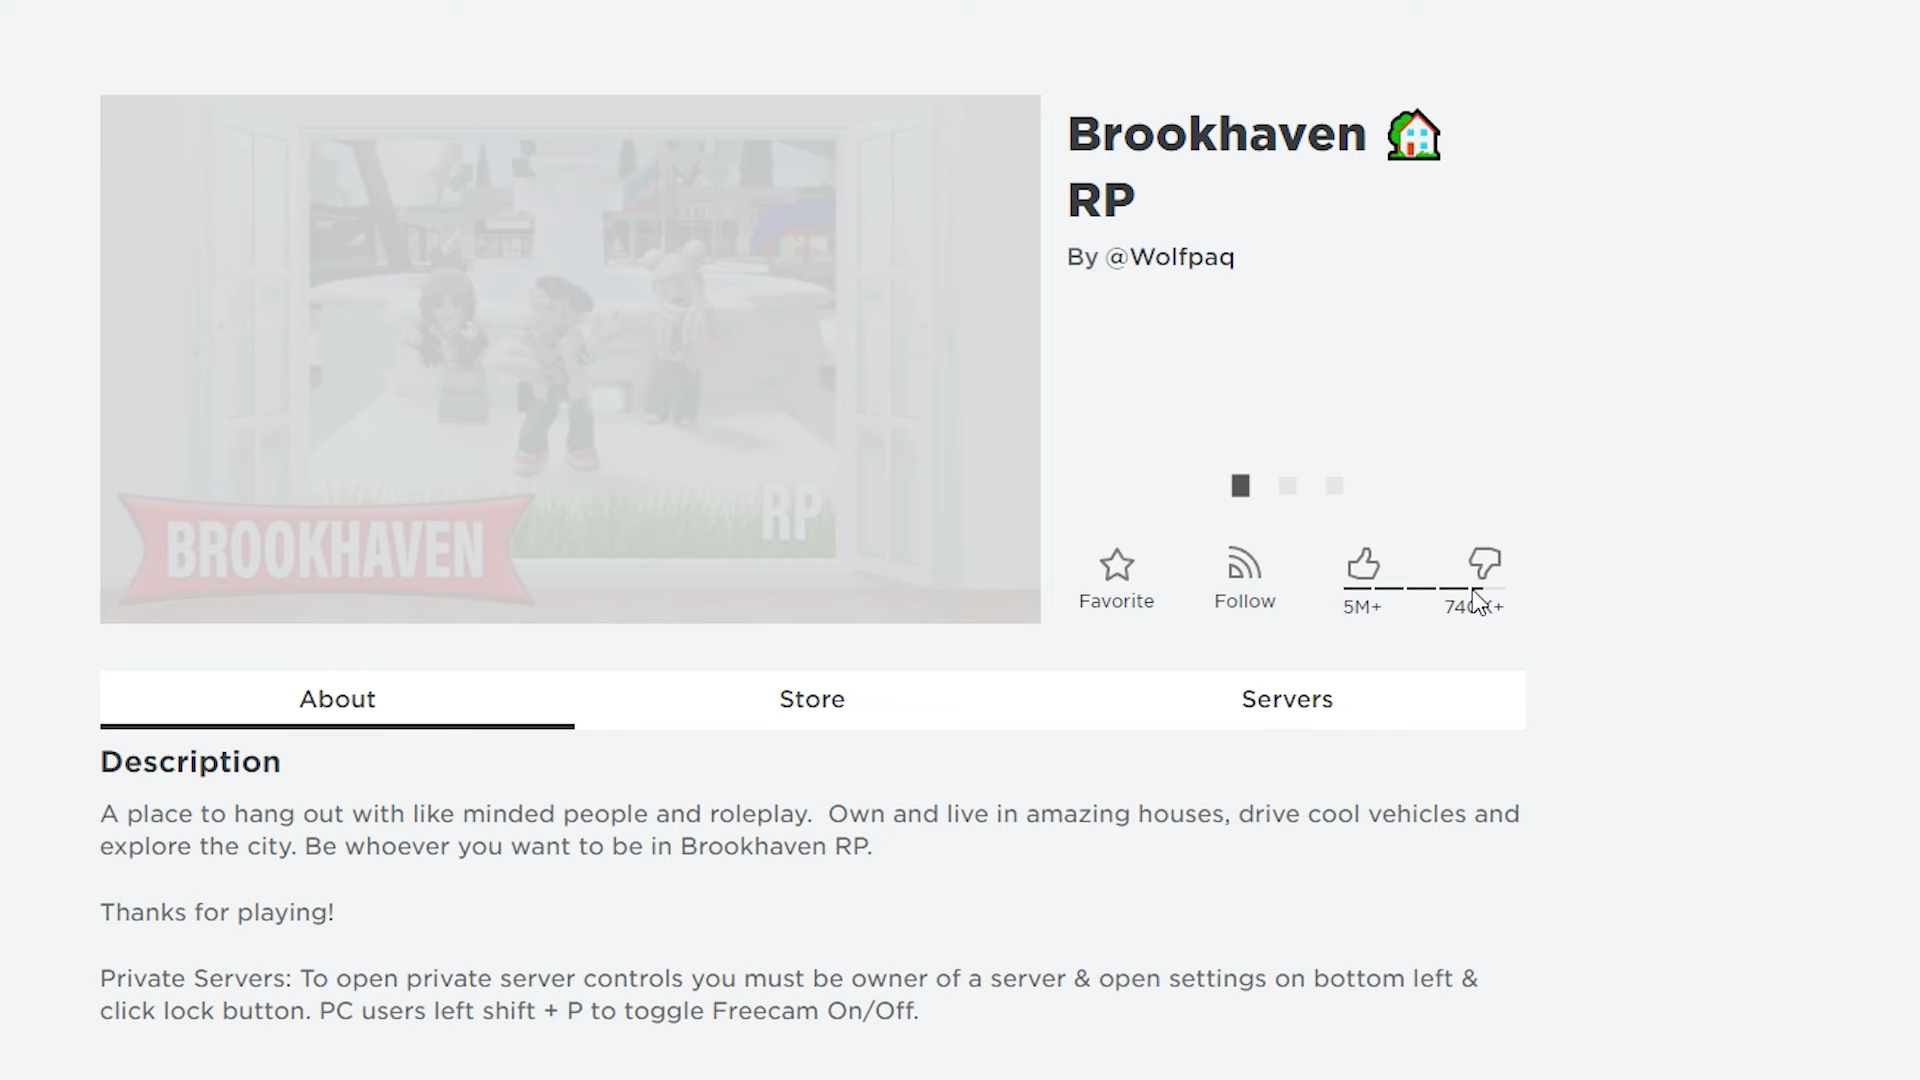 Brookhaven 🏡
RP
By @Wolfpaq
BROOKHAVEN
RP
Favorite
Follow
5M+
About
Store
Servers
Description
A place to hang out with like minded people and roleplay.  Own and live in amazing houses, drive cool vehicles and
explore the city. Be whoever you want to be in Brookhaven RP.
Thanks for playing!
Private Servers: To open private server controls you must be owner of a server & open settings on bottom left &
click lock button. PC users left shift + P to toggle Freecam On/Off.